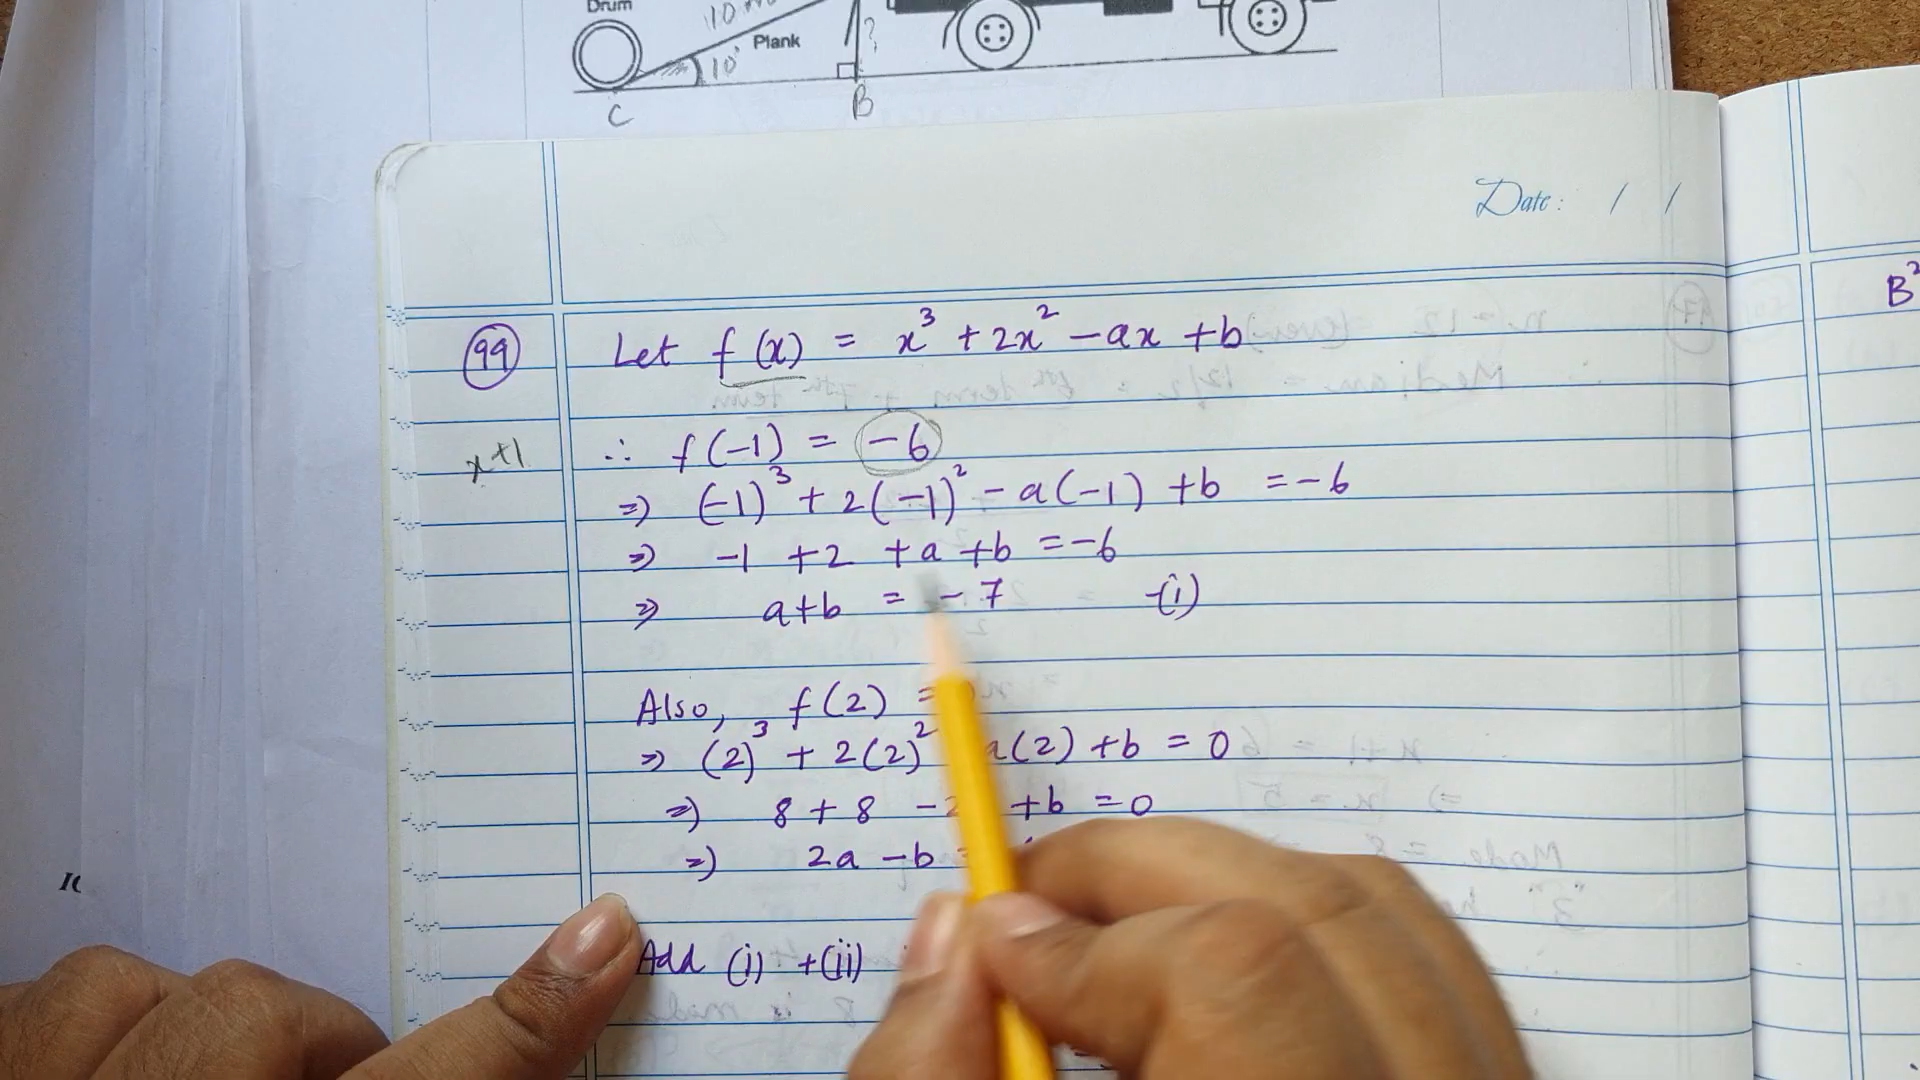 Drum
10
Plank
?
10°
C
B
Date: / /
B²
99 Let f(x) = x³ + 2x² - ax + b
x+1 ∴ f(-1) = -6
⇒ (-1)³ + 2(-1)² - a(-1) + b = -6
⇒ -1 + 2 + a + b = -6
⇒ a+b = -7 -(i)
Also, f(2) =
⇒ (2)³ + 2(2)² a(2) + b = 0
⇒ 8 + 8 - 2 + b = 0
⇒ 2a - b =
Add (i) + (ii)